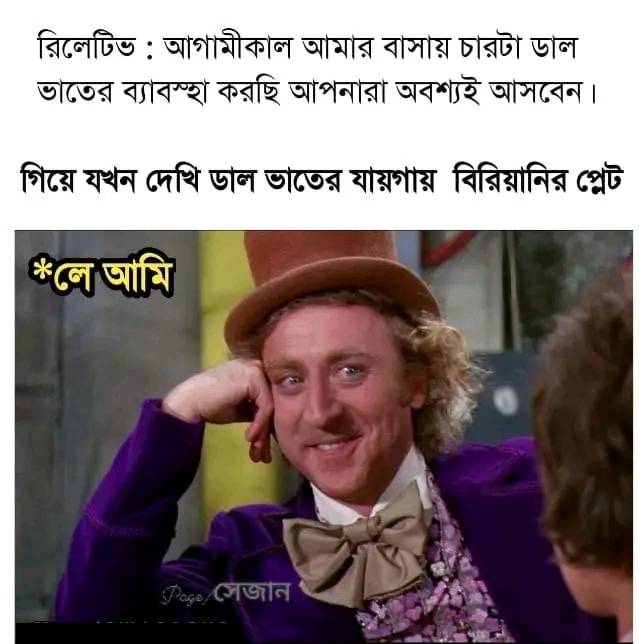 রিলেটিভ : আগামীকাল আমার বাসায় চারটা ডাল
ভাতের ব্যাবস্হা করছি আপনারা অবশ্যই আসবেন।
গিয়ে যখন দেখি ডাল ভাতের যায়গায় বিরিয়ানির প্লেট
*লে আমি
Page/সেজান